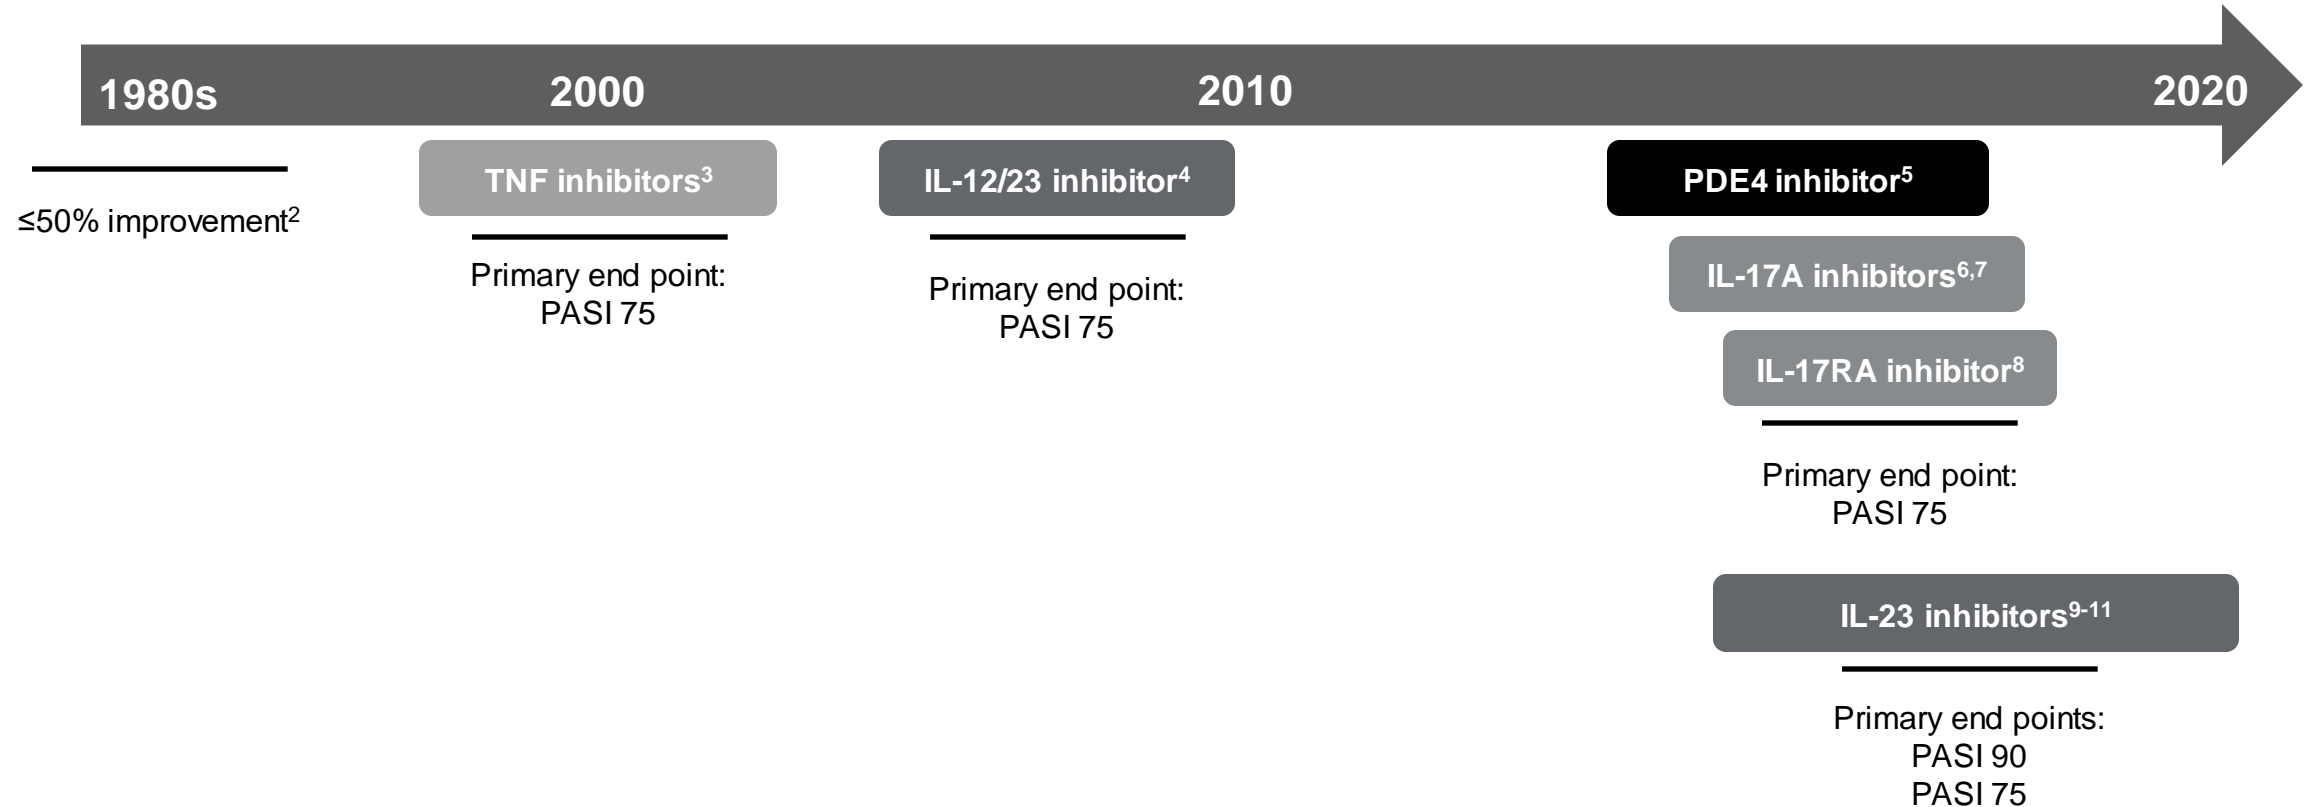 1980s
2000
2010
2020
≤50% improvement²
TNF inhibitors³
Primary end point:
PASI 75
IL-12/23 inhibitor⁴
Primary end point:
PASI 75
PDE4 inhibitor⁵
IL-17A inhibitors⁶,⁷
IL-17RA inhibitor⁸
Primary end point:
PASI 75
IL-23 inhibitors⁹-¹¹
Primary end points:
PASI 90
PASI 75